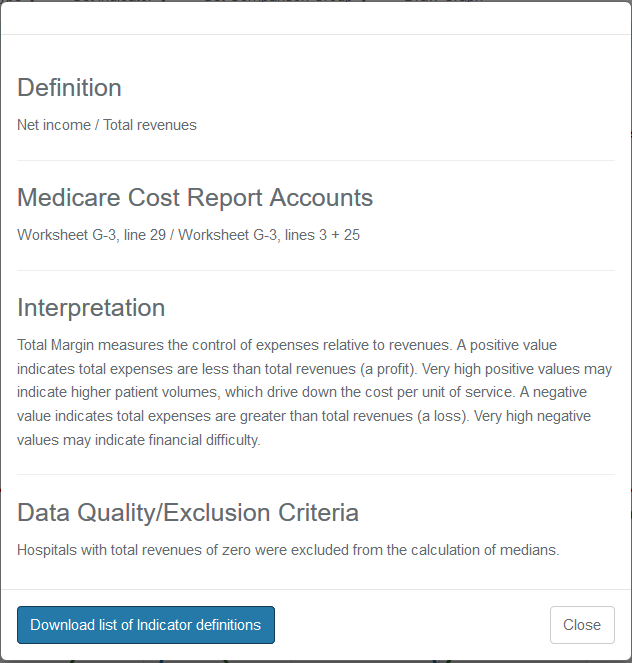 Definition
Net income / Total revenues
Medicare Cost Report Accounts
Worksheet G-3, line 29 / Worksheet G-3, lines 3 + 25
Interpretation
Total Margin measures the control of expenses relative to revenues. A positive value
indicates total expenses are less than total revenues (a profit). Very high positive values may
indicate higher patient volumes, which drive down the cost per unit of service. A negative
value indicates total expenses are greater than total revenues (a loss). Very high negative
values may indicate financial difficulty.
Data Quality/Exclusion Criteria
Hospitals with total revenues of zero were excluded from the calculation of medians.
Download list of Indicator definitions
Close